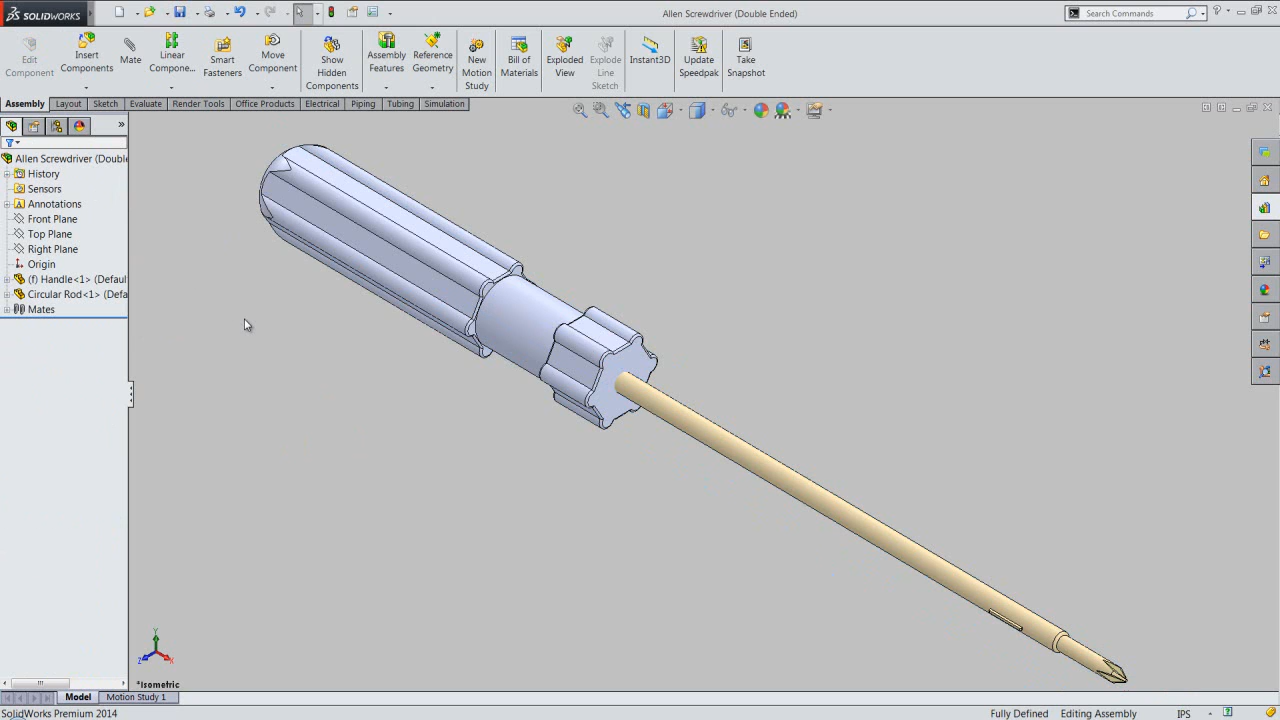 SOLIDWORKS
Allen Screwdriver (Double Ended)
Search Commands
Edit
Component
Insert
Components
Mate
Linear
Compone...
Smart
Fasteners
Move
Component
Show
Hidden
Components
Assembly
Features
Reference
Geometry
New
Motion
Study
Bill of
Materials
Exploded
View
Explode
Line
Sketch
Instant3D
Update
Speedpak
Take
Snapshot
Assembly
Layout
Sketch
Evaluate
Render Tools
Office Products
Electrical
Piping
Tubing
Simulation
Allen Screwdriver (Double
History
Sensors
Annotations
Front Plane
Top Plane
Right Plane
Origin
(f) Handle<1> (Defaul
Circular Rod<1> (Defa
Mates
Y
Z
X
*Isometric
Model
Motion Study 1
SolidWorks Premium 2014
Fully Defined
Editing Assembly
IPS